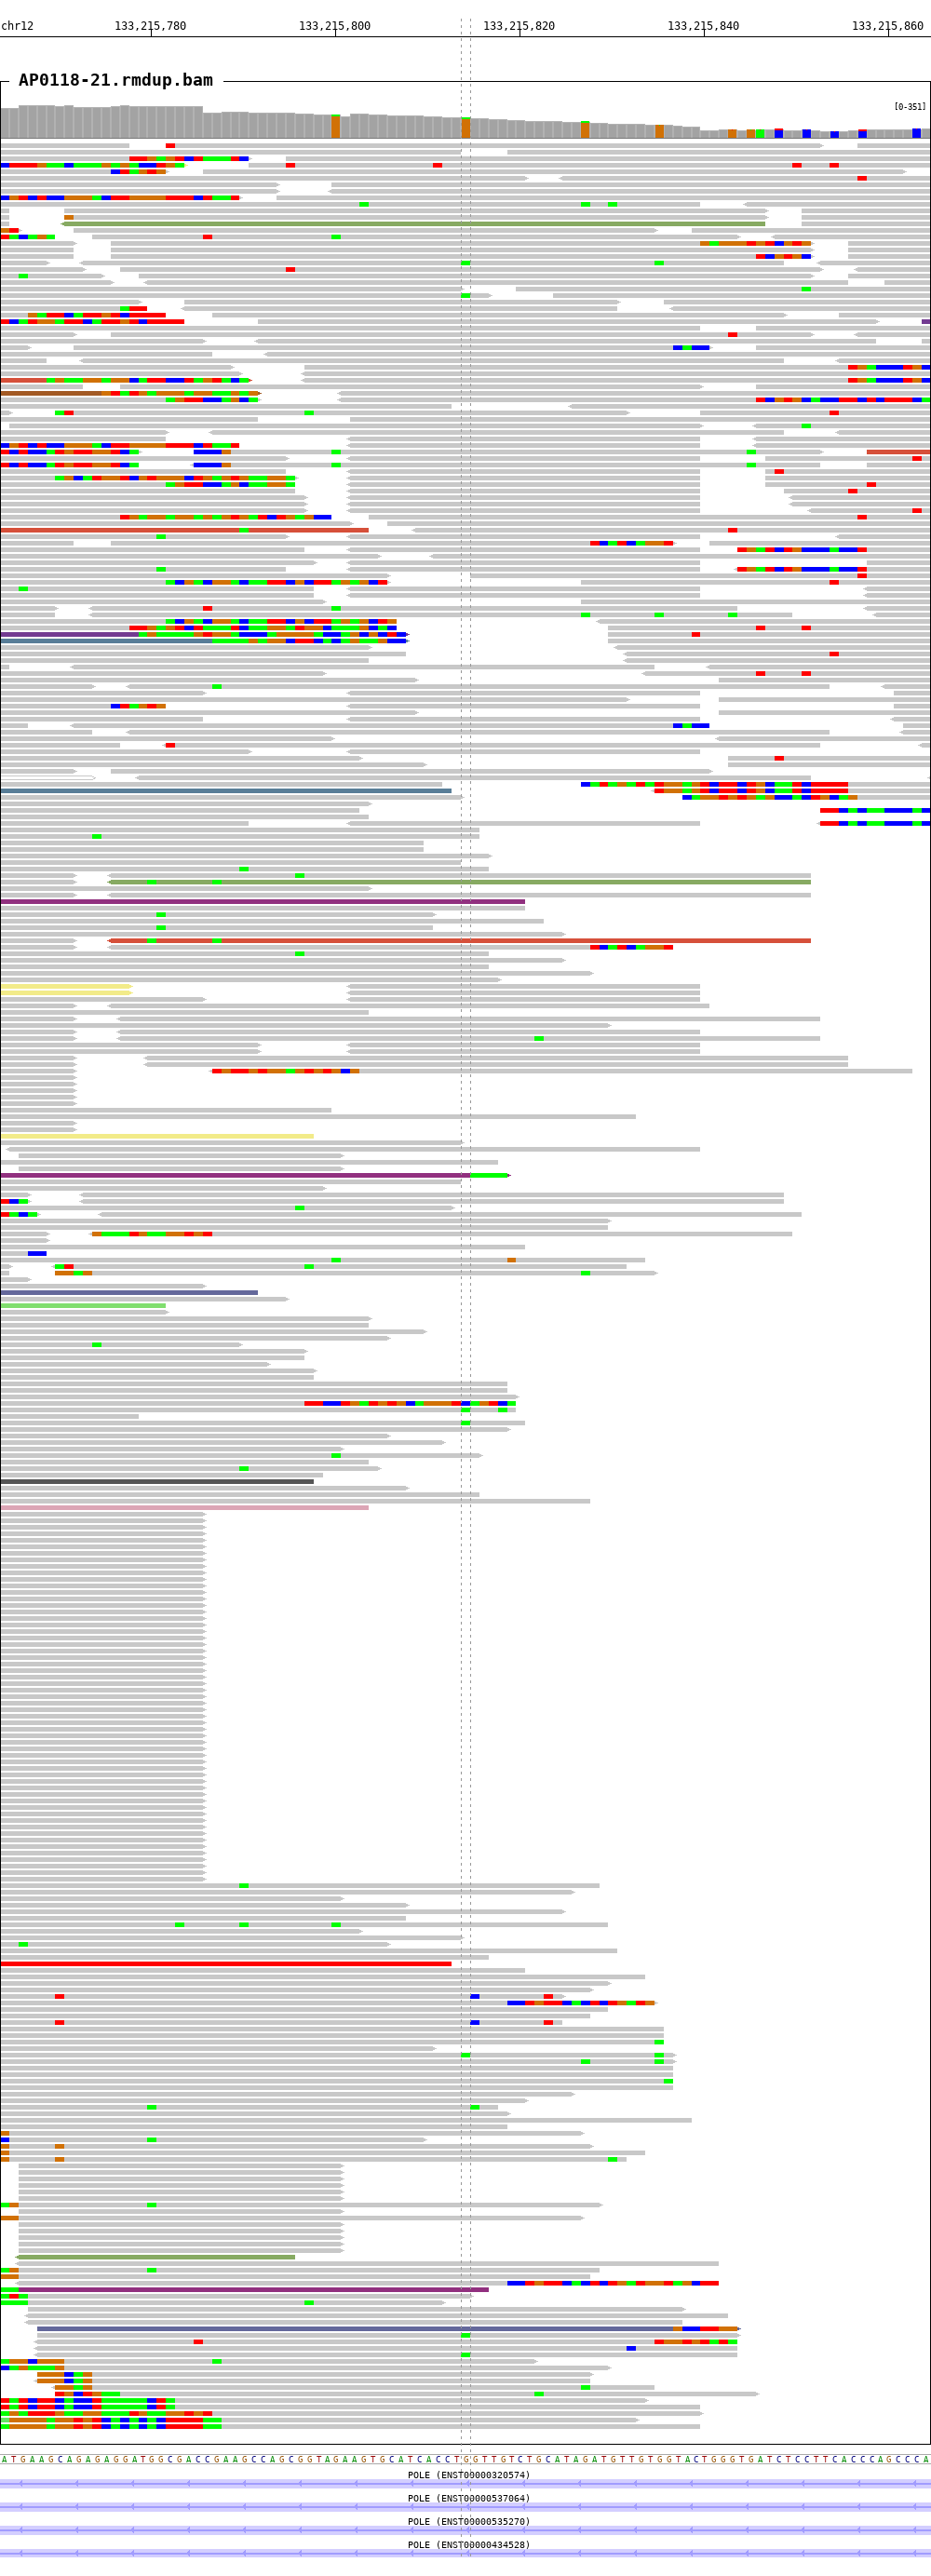 chr12 133,215,780 133,215,800 133,215,820 133,215,840 133,215,860
AP0118-21.rmdup.bam
[0-351]
ATGAAGCAGAGAGGATGGCGACCGAAGCCAGCGGTAGAAGTGCATCACCTGGTTGTCTGCATAGATGTTGTGGTACTGGGTGATCTCCTTCACCCAGCCCA
POLE (ENST00000320574)
POLE (ENST00000537064)
POLE (ENST00000535270)
POLE (ENST00000434528)